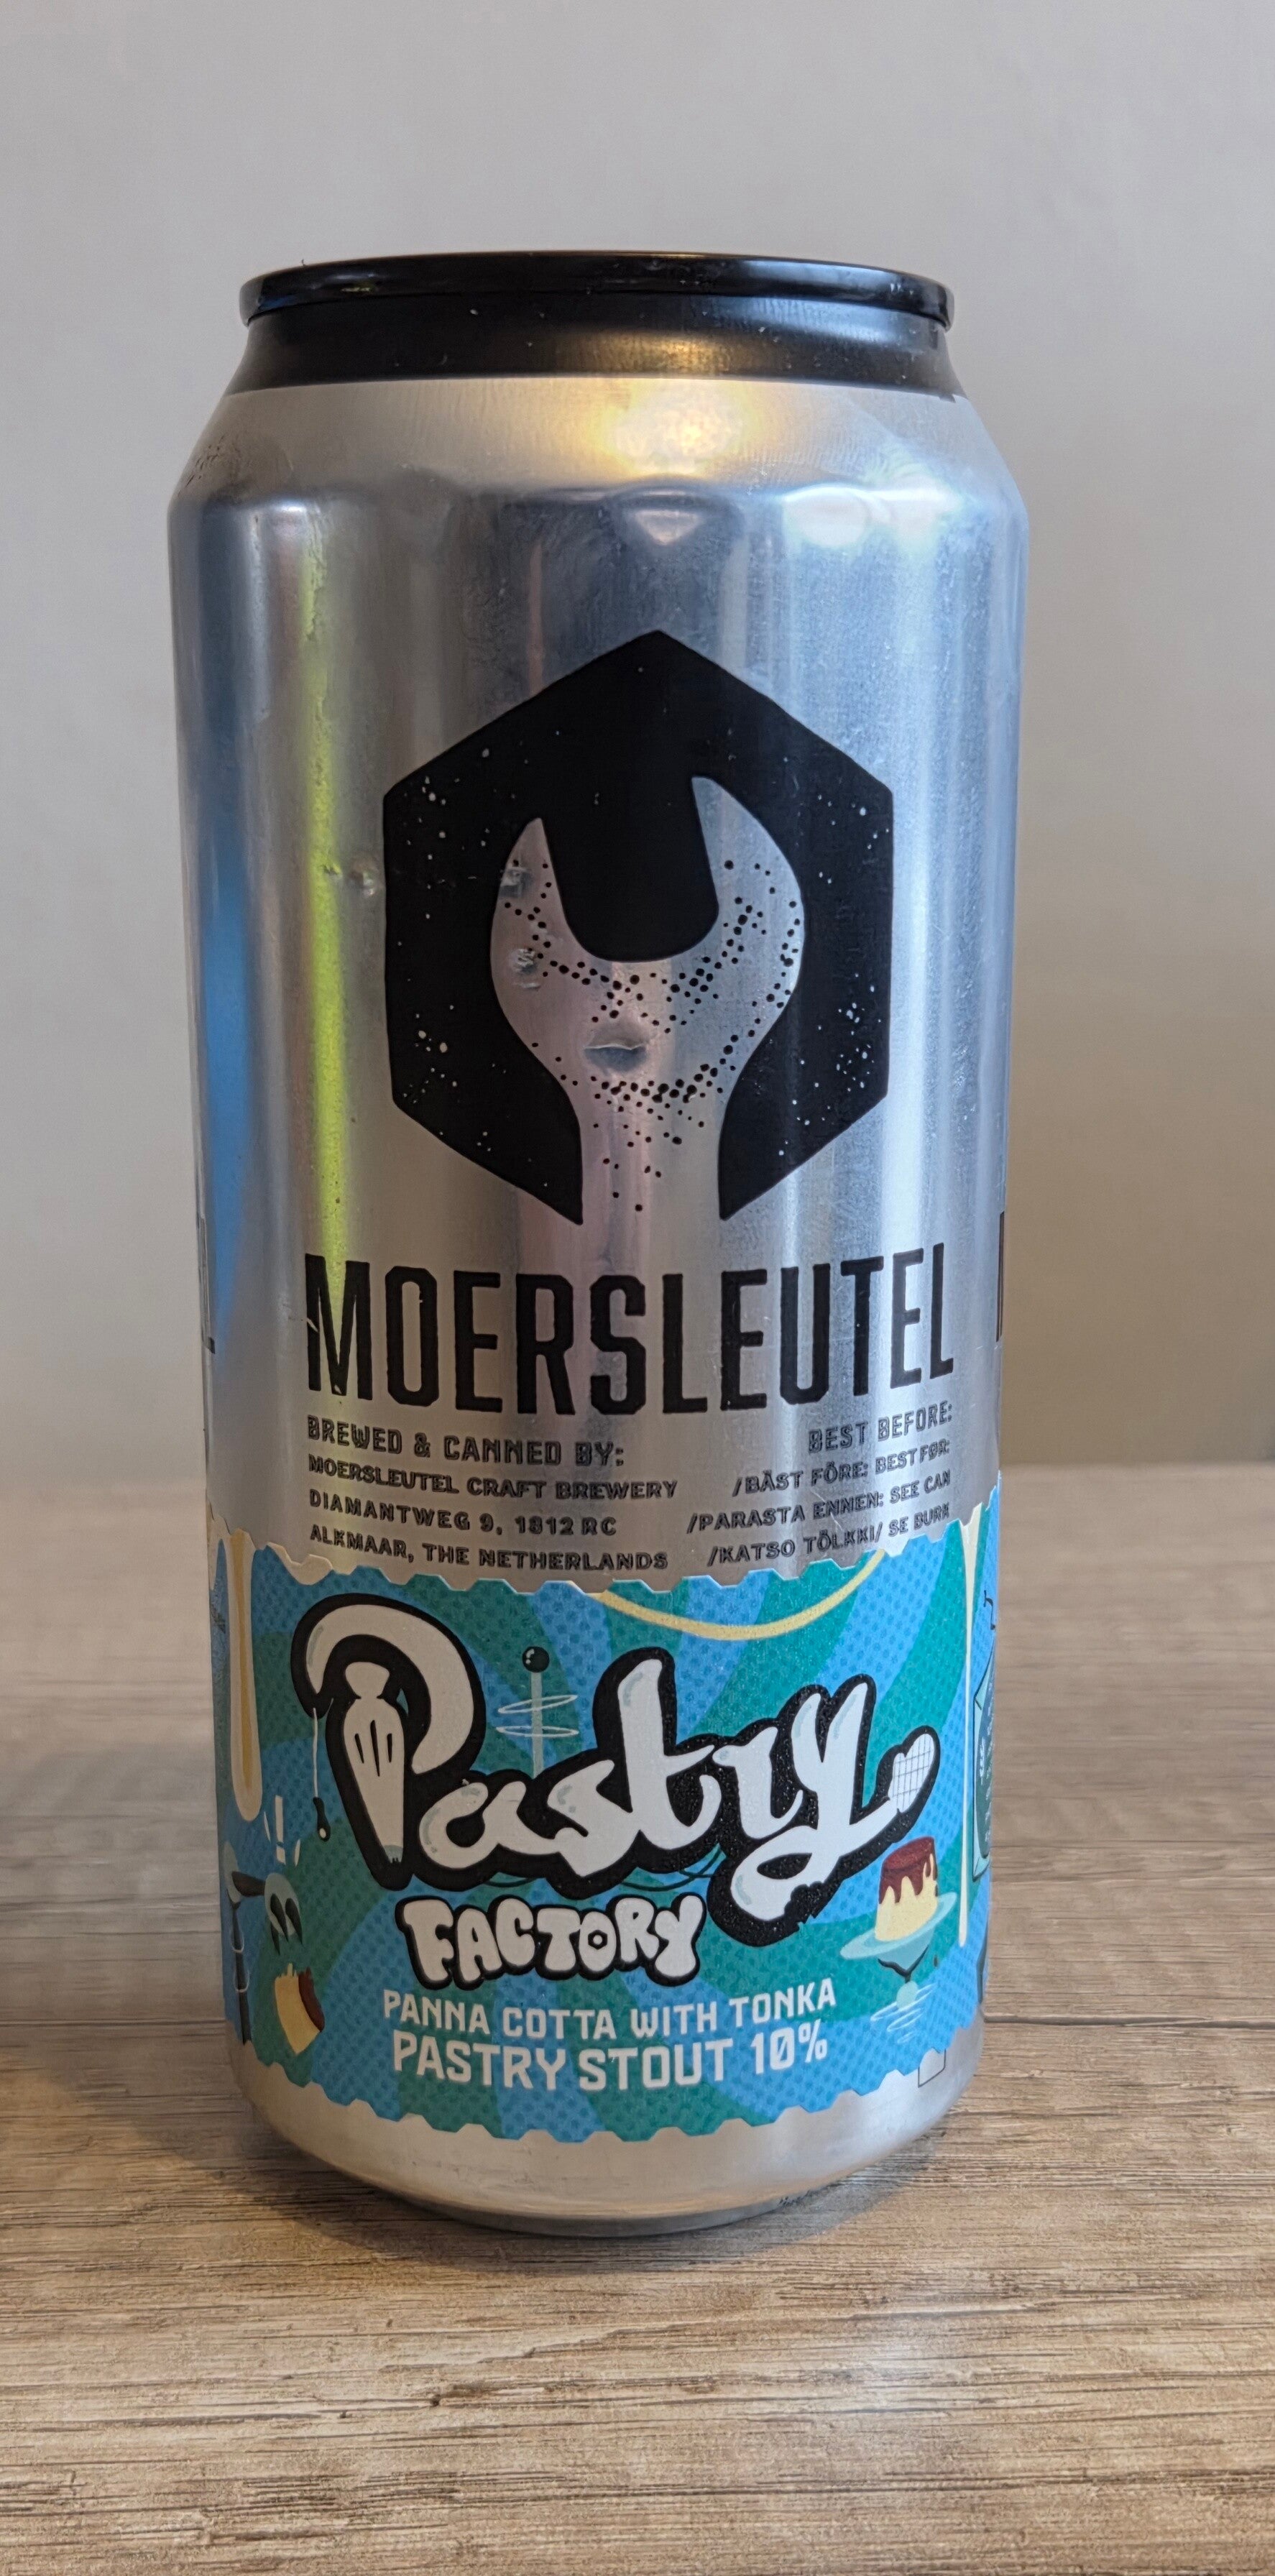 MOERSLEUTEL
BREWED & CANNED BY:
MOERSLEUTEL CRAFT BREWERY
DIAMANTWEG 9, 1812 RC
ALKMAAR, THE NETHERLANDS
BEST BEFORE:
/BÄST FÖRE: BEST FØR:
/PARASTA ENNEN: SEE CAN
/KATSO TÖLKKI/ SE BURK
Pastry
FACTORY
PANNA COTTA WITH TONKA
PASTRY STOUT 10%